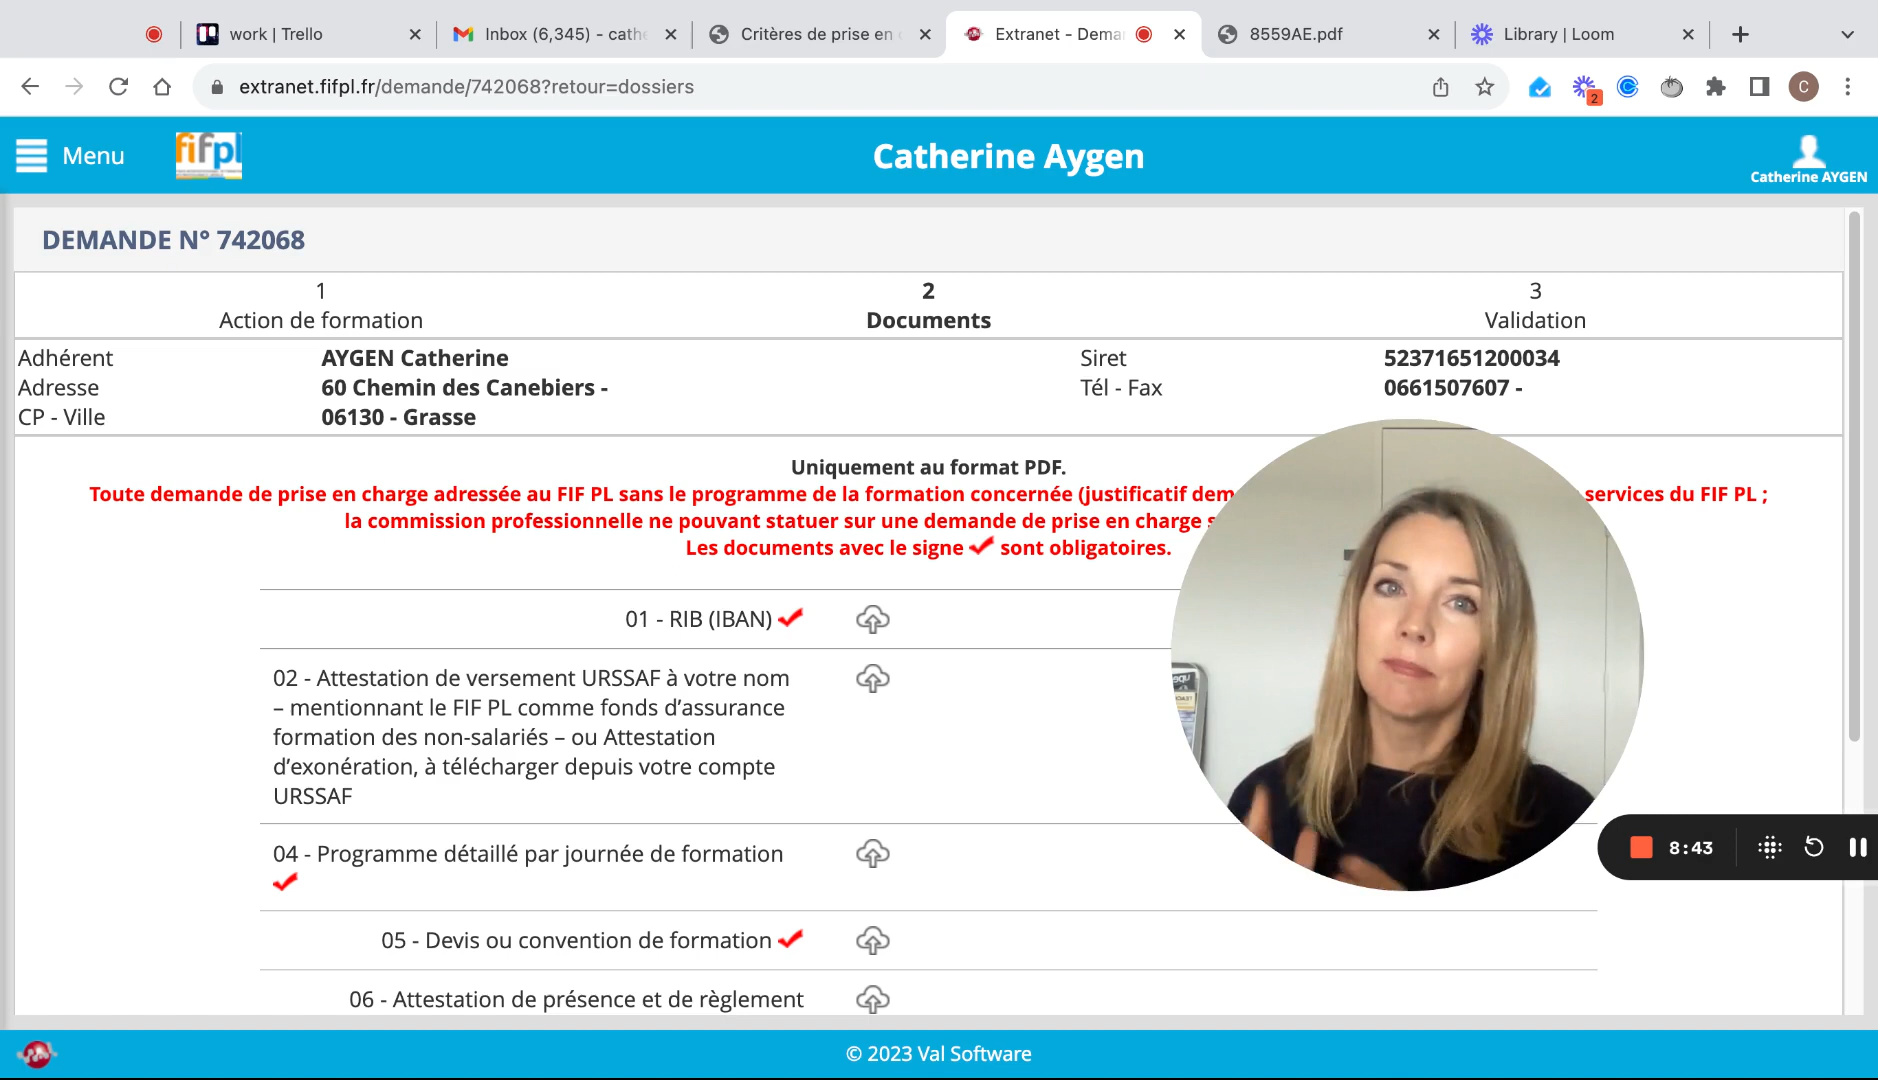 work | Trello
Inbox (6,345) - cath
Critères de prise en
Extranet - Dema
8559AE.pdf
Library | Loom
extranet.fifpl.fr/demande/742068?retour=dossiers
2
C
Menu
fifpl
Catherine Aygen
Catherine AYGEN
DEMANDE N° 742068
1
Action de formation
2
Documents
3
Validation
Adhérent
AYGEN Catherine
Siret
52371651200034
Adresse
60 Chemin des Canebiers -
Tél - Fax
0661507607 -
CP - Ville
06130 - Grasse
Uniquement au format PDF.
Toute demande de prise en charge adressée au FIF PL sans le programme de la formation concernée (justificatif dem services du FIF PL ;
la commission professionnelle ne pouvant statuer sur une demande de prise en charge s
Les documents avec le signe sont obligatoires.
01 - RIB (IBAN)
02 - Attestation de versement URSSAF à votre nom
– mentionnant le FIF PL comme fonds d’assurance
formation des non-salariés – ou Attestation
d’exonération, à télécharger depuis votre compte
URSSAF
04 - Programme détaillé par journée de formation
05 - Devis ou convention de formation
06 - Attestation de présence et de règlement
8:43
© 2023 Val Software